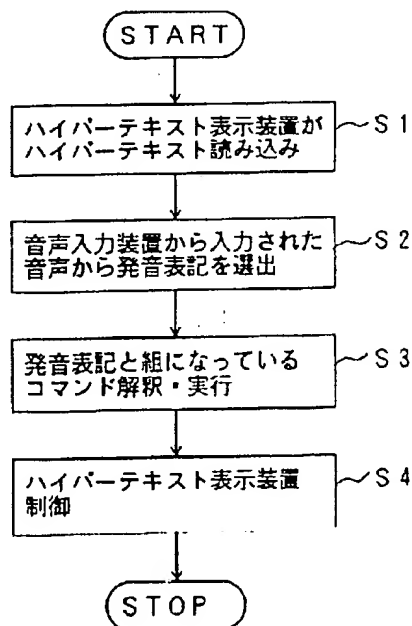 START
ハイパーテキスト表示装置が
ハイパーテキスト読み込み
S1
音声入力装置から入力された
音声から発音表記を選出
S2
発音表記と組になっている
コマンド解釈・実行
S3
ハイパーテキスト表示装置
制御
S4
STOP